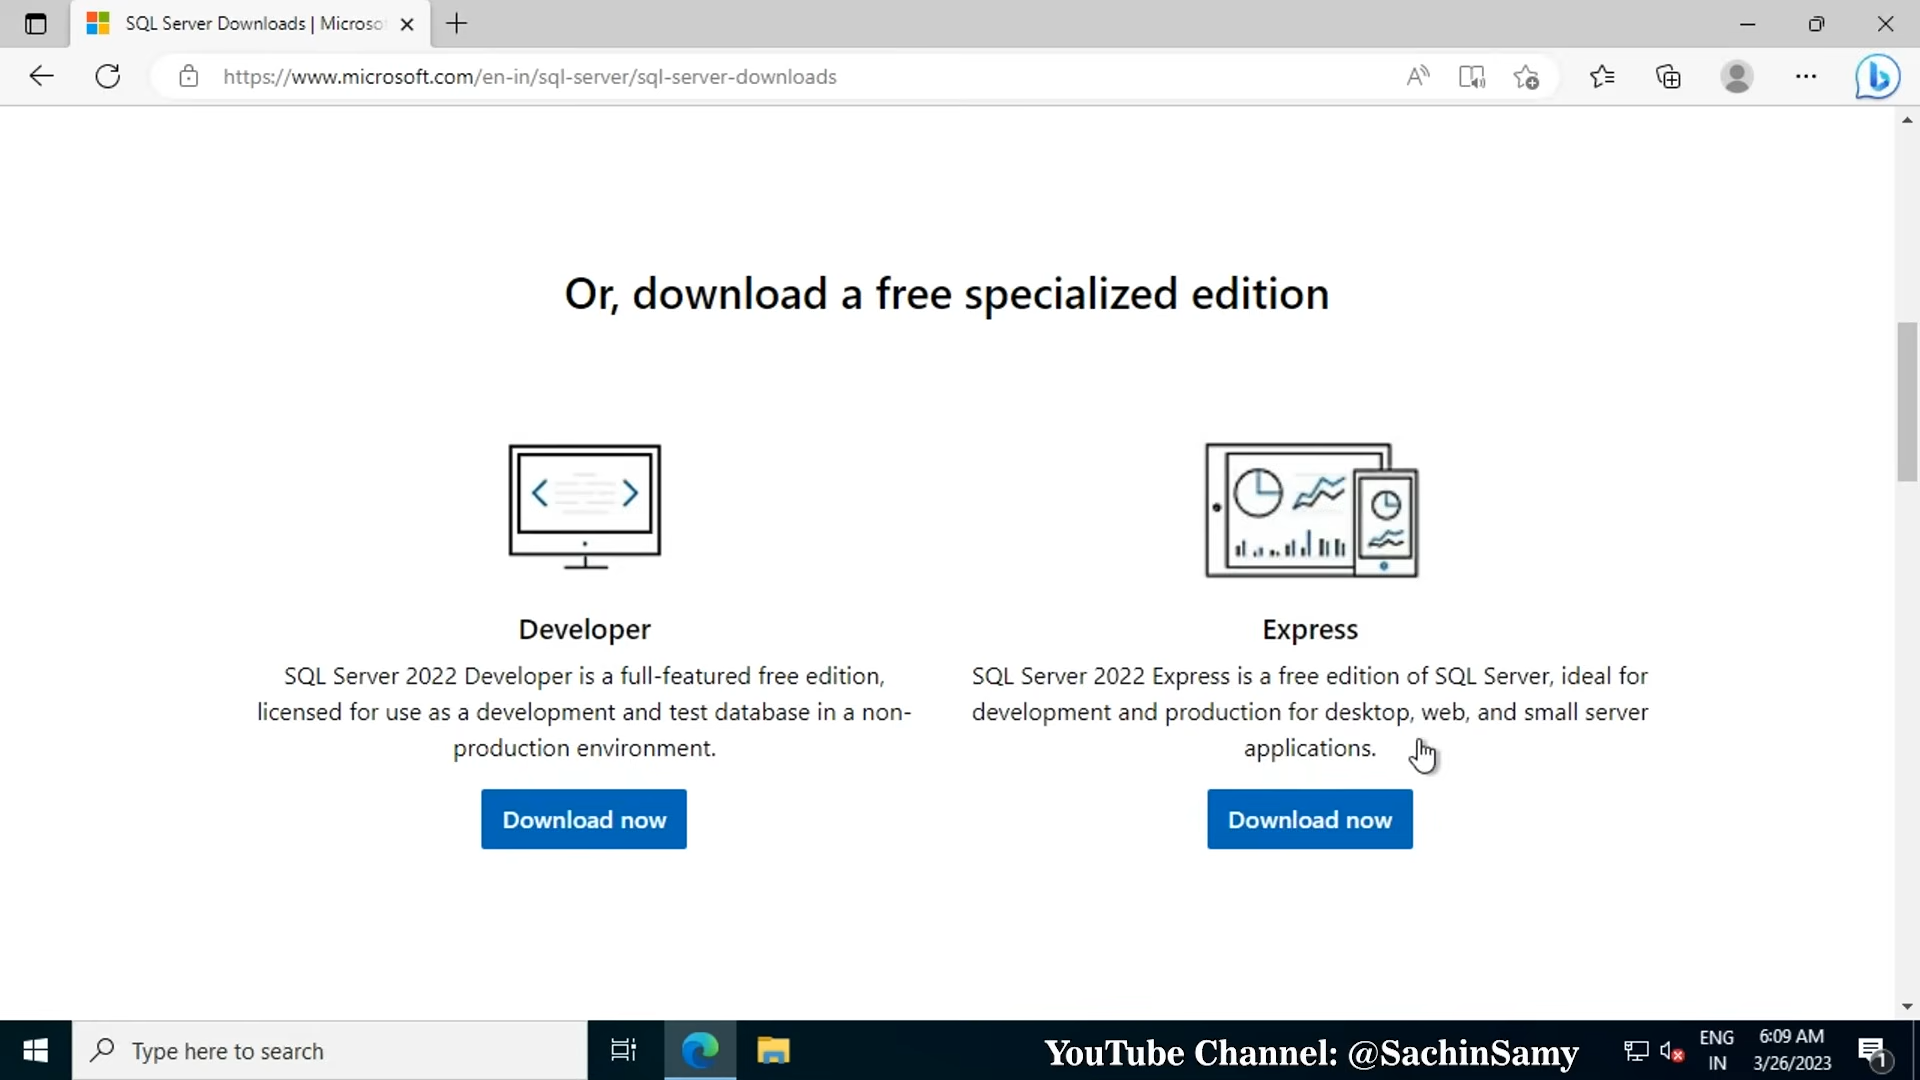 SQL Server Downloads | Microso
https://www.microsoft.com/en-in/sql-server/sql-server-downloads
Or, download a free specialized edition
Developer
SQL Server 2022 Developer is a full-featured free edition,
licensed for use as a development and test database in a non-
production environment.
Download now
Express
SQL Server 2022 Express is a free edition of SQL Server, ideal for
development and production for desktop, web, and small server
applications.
Download now
Type here to search
YouTube Channel: @SachinSamy
ENG
IN
6:09 AM
3/26/2023
1